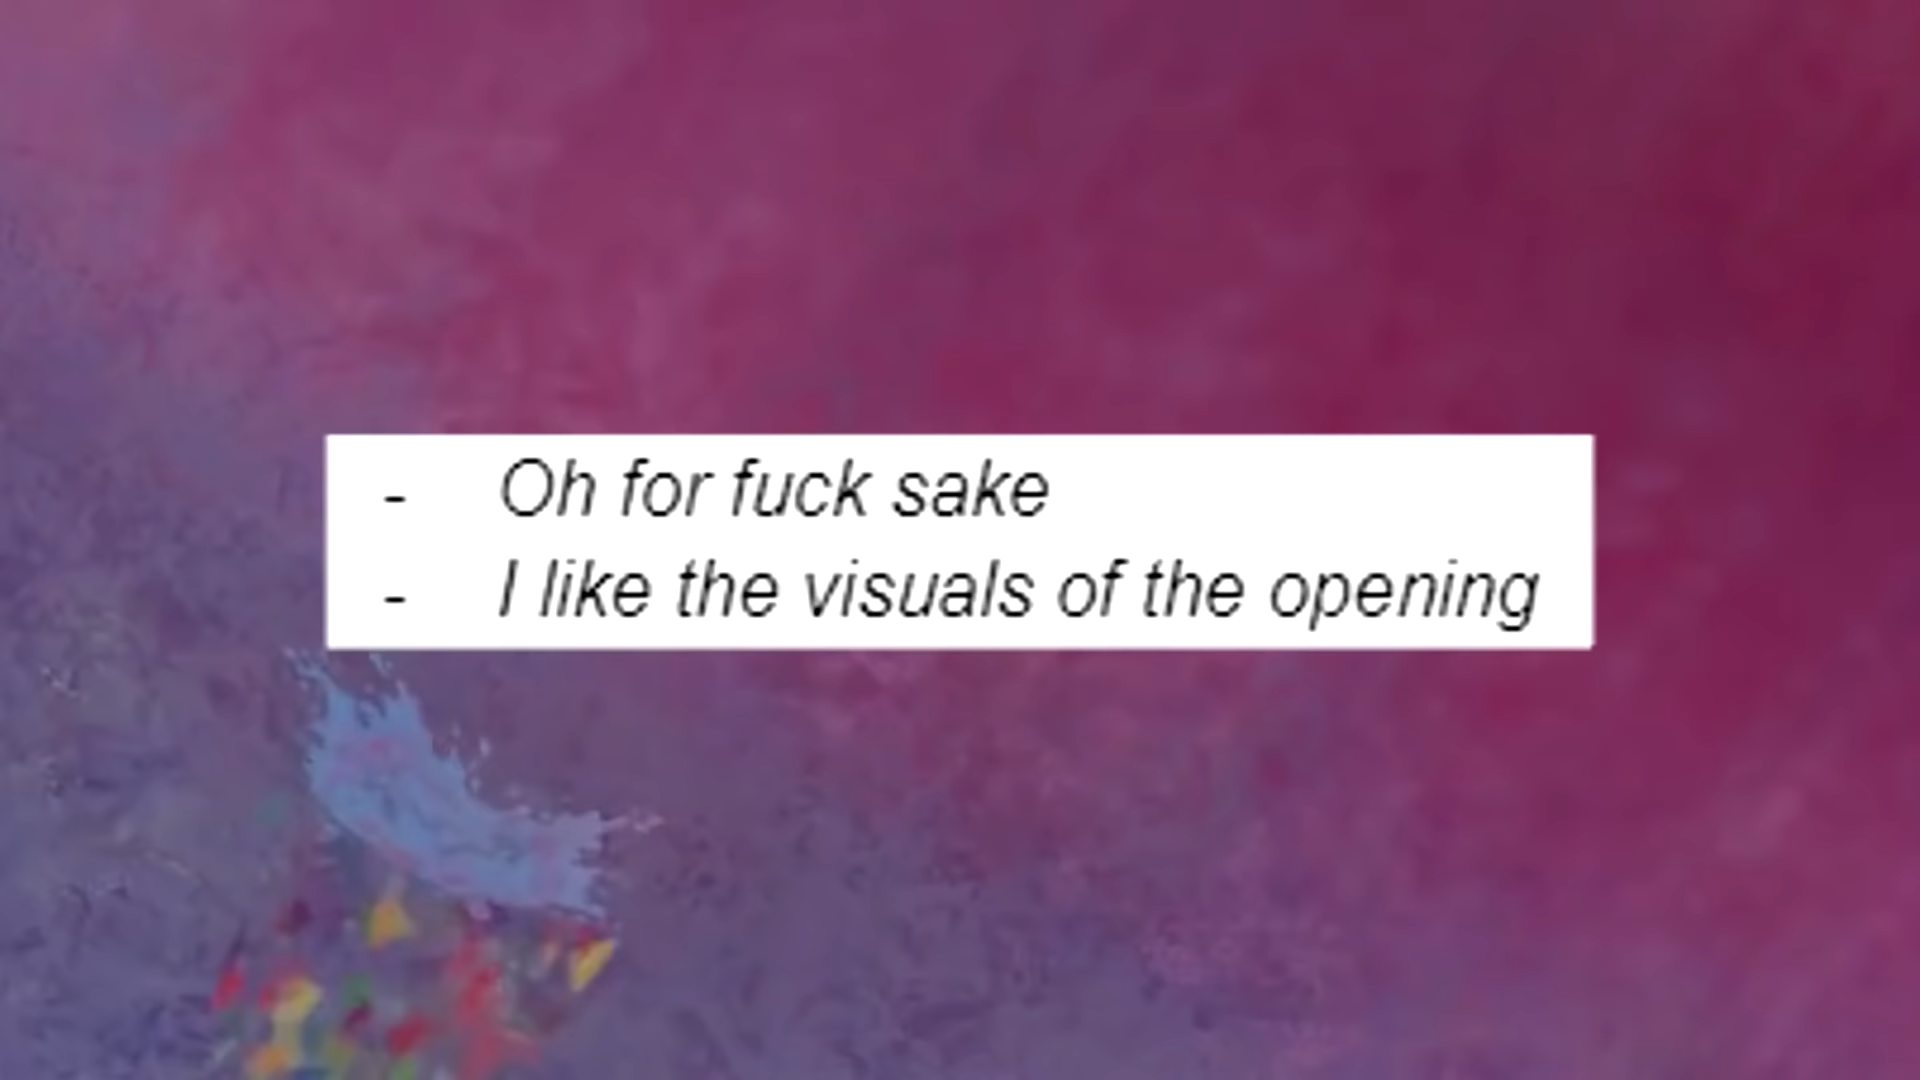 - Oh for fuck sake
- I like the visuals of the opening